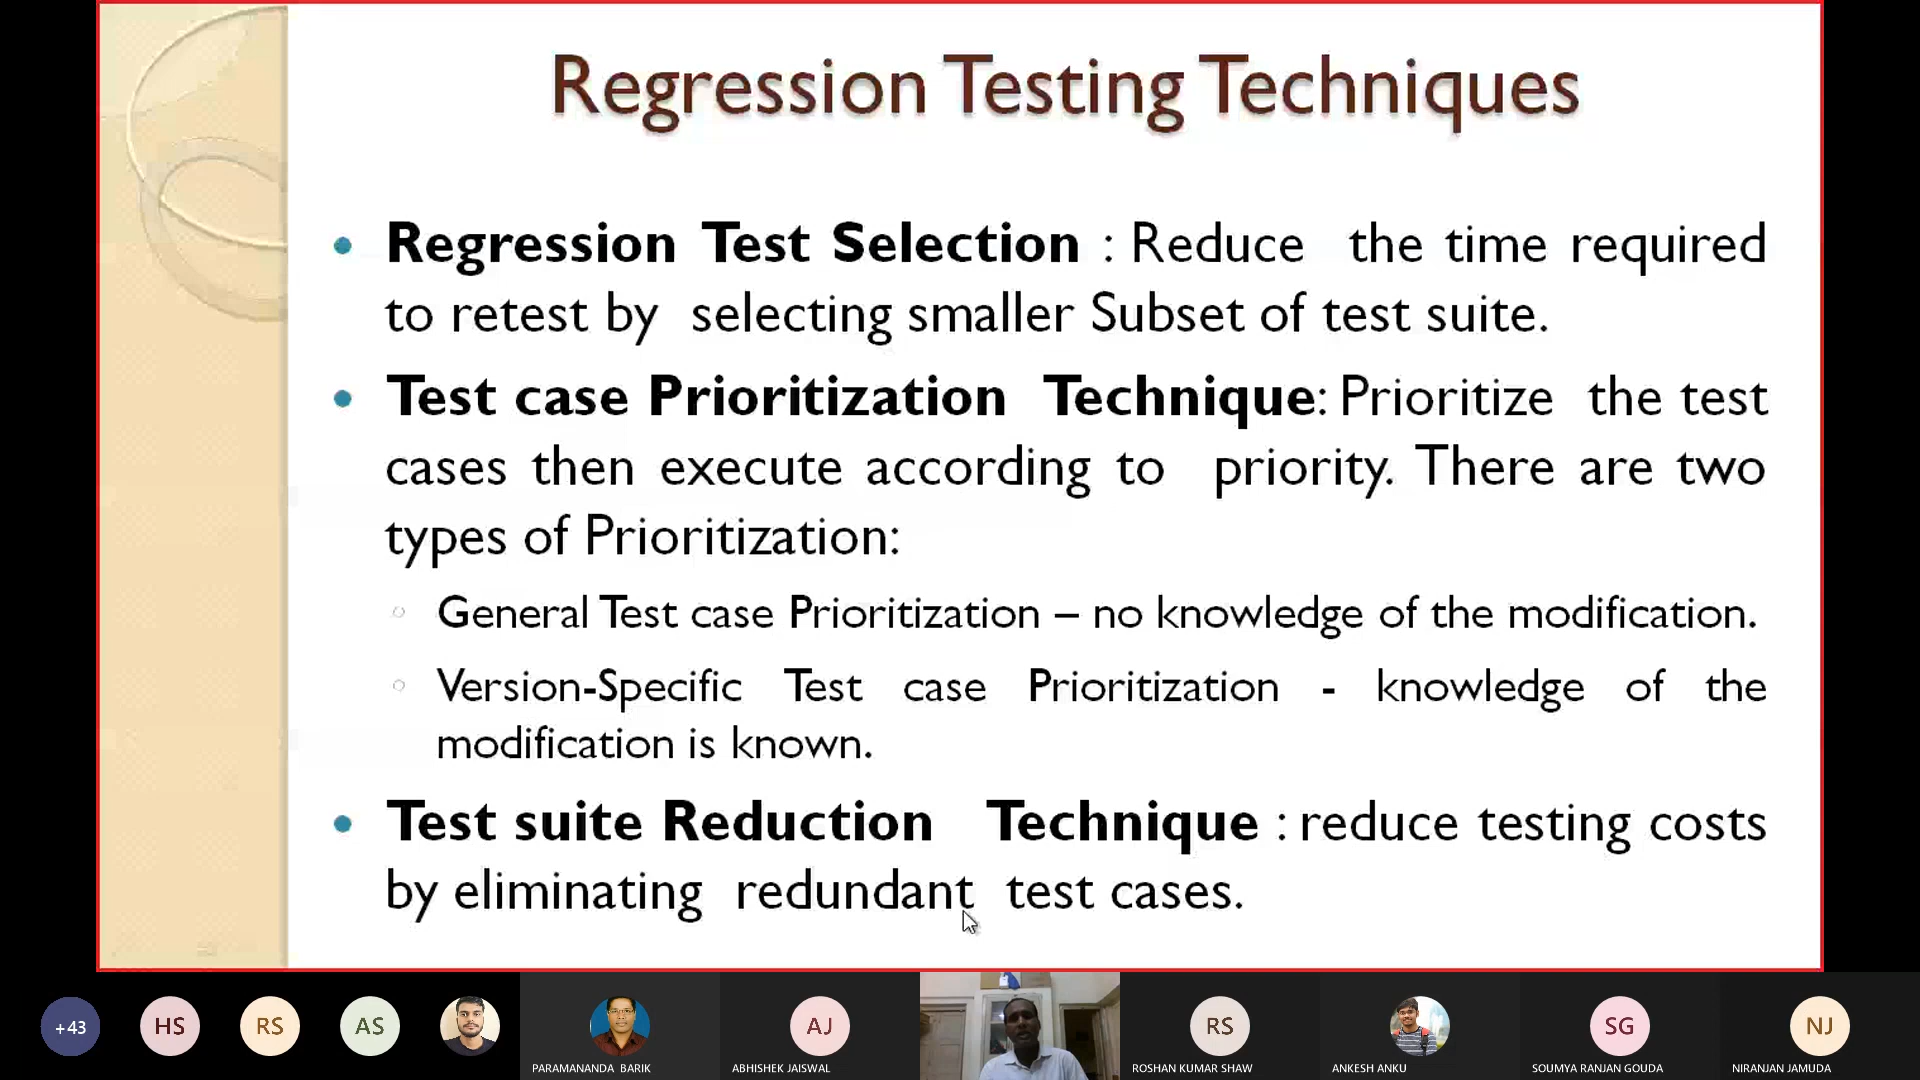 Regression Testing Techniques
Regression Test Selection : Reduce the time required
to retest by selecting smaller Subset of test suite.
Test case Prioritization Technique: Prioritize the test
cases then execute according to priority. There are two
types of Prioritization:
General Test case Prioritization – no knowledge of the modification.
Version-Specific Test case Prioritization - knowledge of the
modification is known.
Test suite Reduction Technique : reduce testing costs
by eliminating redundant test cases.
+43
HS
RS
AS
PARAMANANDA BARIK
AJ
ABHISHEK JAISWAL
RS
ROSHAN KUMAR SHAW
ANKESH ANKU
SG
SOUMYA RANJAN GOUDA
NJ
NIRANJAN JAMUDA